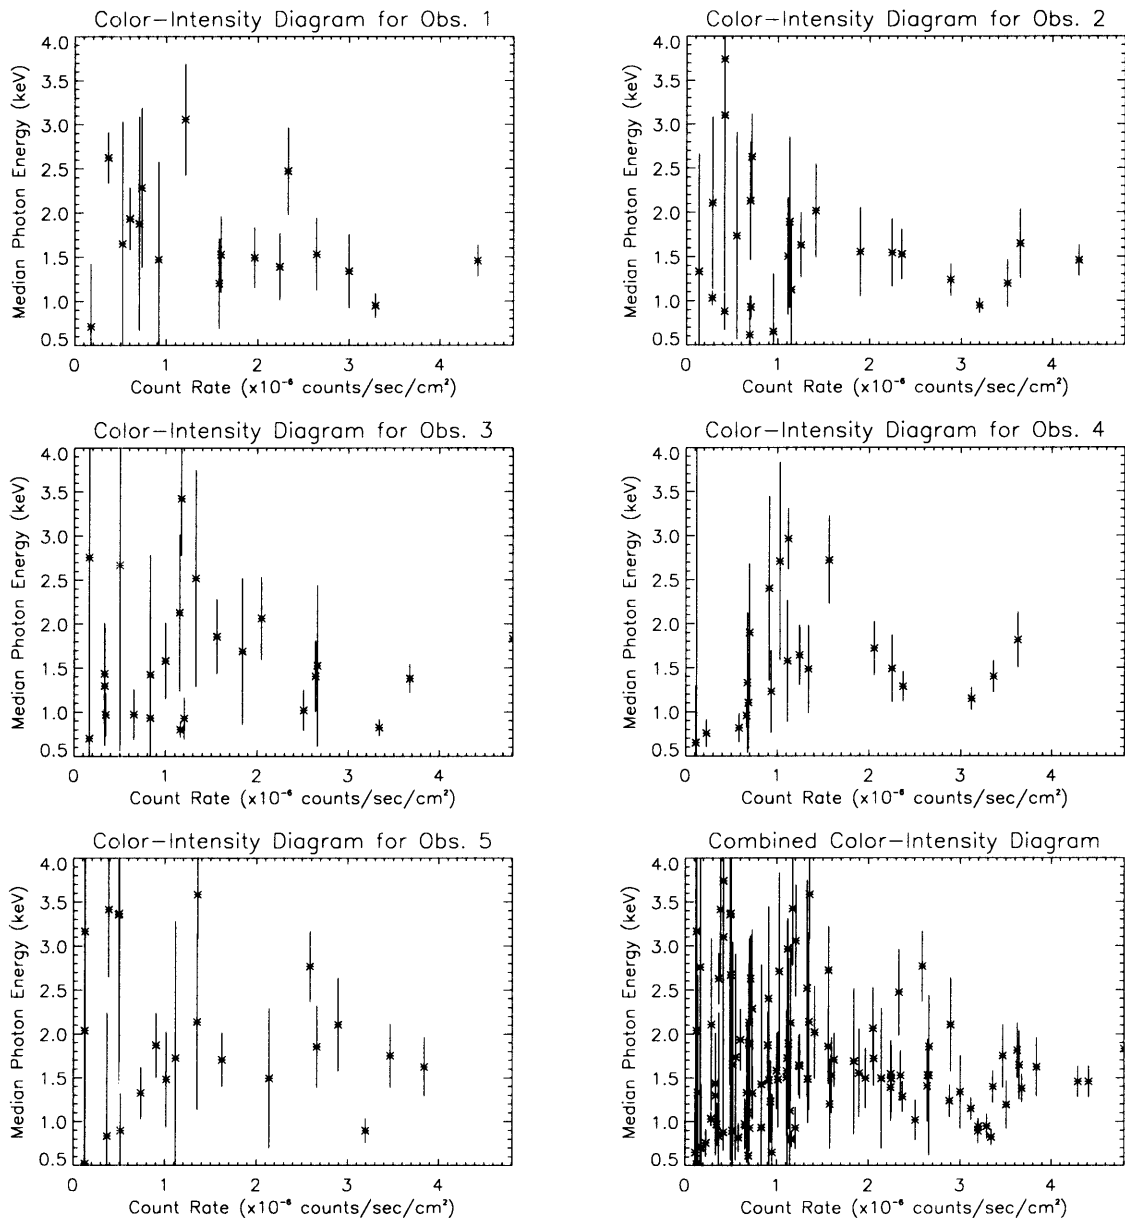 Color-Intensity Diagram for Obs. 1
Median Photon Energy (keV)
4.0
3.5
3.0
2.5
2.0
1.5
1.0
0.5
0 1 2 3 4
Count Rate (x10⁻⁶ counts/sec/cm²)
Color-Intensity Diagram for Obs. 2
Median Photon Energy (keV)
4.0
3.5
3.0
2.5
2.0
1.5
1.0
0.5
0 1 2 3 4
Count Rate (x10⁻⁶ counts/sec/cm²)
Color-Intensity Diagram for Obs. 3
Median Photon Energy (keV)
4.0
3.5
3.0
2.5
2.0
1.5
1.0
0.5
0 1 2 3 4
Count Rate (x10⁻⁶ counts/sec/cm²)
Color-Intensity Diagram for Obs. 4
Median Photon Energy (keV)
4.0
3.5
3.0
2.5
2.0
1.5
1.0
0.5
0 1 2 3 4
Count Rate (x10⁻⁶ counts/sec/cm²)
Color-Intensity Diagram for Obs. 5
Median Photon Energy (keV)
4.0
3.5
3.0
2.5
2.0
1.5
1.0
0.5
0 1 2 3 4
Count Rate (x10⁻⁶ counts/sec/cm²)
Combined Color-Intensity Diagram
Median Photon Energy (keV)
4.0
3.5
3.0
2.5
2.0
1.5
1.0
0.5
0 1 2 3 4
Count Rate (x10⁻⁶ counts/sec/cm²)